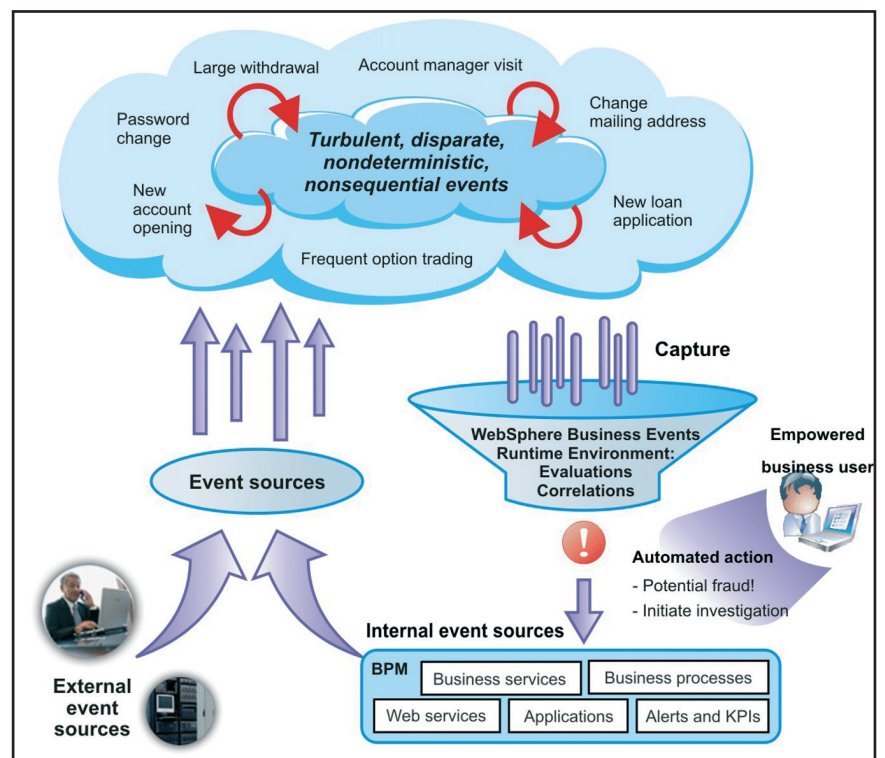 Large withdrawal
Account manager visit
Password
change
Change
mailing address
Turbulent, disparate,
nondeterministic,
nonsequential events
New
account
opening
New loan
application
Frequent option trading
Capture
WebSphere Business Events
Runtime Environment:
Evaluations
Correlations
Empowered
business user
Event sources
Automated action
- Potential fraud!
- Initiate investigation
Internal event sources
External
event
sources
BPM
Business services
Business processes
Web services
Applications
Alerts and KPIs